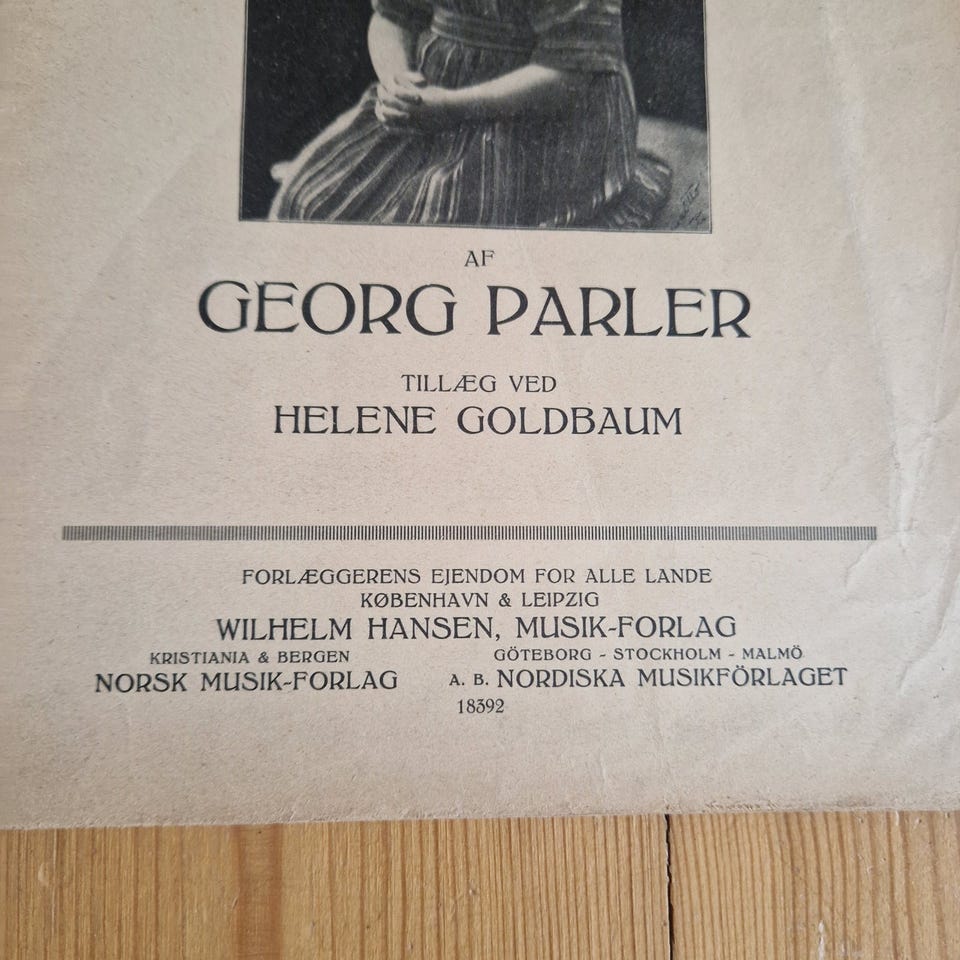 AF
GEORG PARLER
TILLÆG VED
HELENE GOLDBAUM
FORLÆGGERENS EJENDOM FOR ALLE LANDE
KØBENHAVN & LEIPZIG
WILHELM HANSEN, MUSIK-FORLAG
KRISTIANIA & BERGEN
NORSK MUSIK-FORLAG
GÖTEBORG - STOCKHOLM - MALMÖ
A. B. NORDISKA MUSIKFÖRLAGET
18392